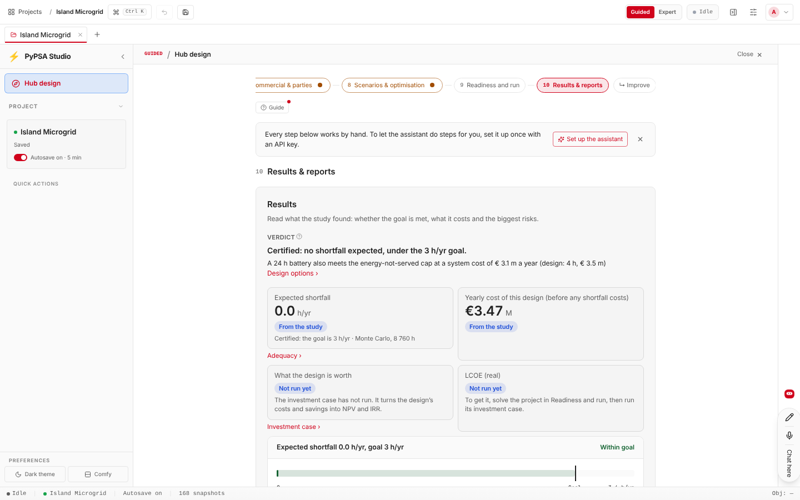 Projects / Island Microgrid ⌘ Ctrl K Guided Expert Idle A
Island Microgrid × +
PyPSA Studio
GUIDED / Hub design Close ×
Hub design
PROJECT
Island Microgrid
Saved
Autosave on · 5 min
QUICK ACTIONS
ommercial & parties 0 Scenarios & optimisation 9 Readiness and run 10 Results & reports Improve
Guide
Every step below works by hand. To let the assistant do steps for you, set it up once with
an API key.
Set up the assistant
10 Results & reports
Results
Read what the study found: whether the goal is met, what it costs and the biggest risks.
VERDICT
Certified: no shortfall expected, under the 3 h/yr goal.
A 24 h battery also meets the energy-not-served cap at a system cost of € 3.1 m a year (design: 4 h, € 3.5 m)
Design options ›
Expected shortfall
0.0 h/yr
From the study
Certified: the goal is 3 h/yr · Monte Carlo, 8 760 h
Adequacy ›
Yearly cost of this design (before any shortfall costs)
€3.47 M
From the study
What the design is worth
Not run yet
The investment case has not run. It turns the design's
costs and savings into NPV and IRR.
Investment case ›
LCOE (real)
Not run yet
To get it, solve the project in Readiness and run, then run
its investment case.
Expected shortfall 0.0 h/yr, goal 3 h/yr Within goal
Chat here
PREFERENCES
Dark theme Comfy
Idle Island Microgrid Autosave on 168 snapshots Obj: —